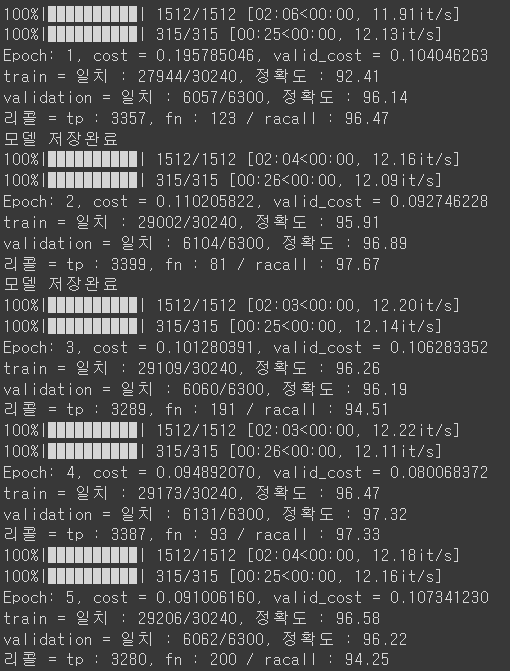 100%|██████████| 1512/1512 [02:06<00:00, 11.91it/s]
100%|██████████| 315/315 [00:25<00:00, 12.13it/s]
Epoch: 1, cost = 0.195785046, valid_cost = 0.104046263
train = 일치 : 27944/30240, 정확도 : 92.41
validation = 일치 : 6057/6300, 정확도 : 96.14
리콜 = tp : 3357, fn : 123 / racall : 96.47
모델 저장완료
100%|██████████| 1512/1512 [02:04<00:00, 12.16it/s]
100%|██████████| 315/315 [00:26<00:00, 12.09it/s]
Epoch: 2, cost = 0.110205822, valid_cost = 0.092746228
train = 일치 : 29002/30240, 정확도 : 95.91
validation = 일치 : 6104/6300, 정확도 : 96.89
리콜 = tp : 3399, fn : 81 / racall : 97.67
모델 저장완료
100%|██████████| 1512/1512 [02:03<00:00, 12.20it/s]
100%|██████████| 315/315 [00:25<00:00, 12.14it/s]
Epoch: 3, cost = 0.101280391, valid_cost = 0.106283352
train = 일치 : 29109/30240, 정확도 : 96.26
validation = 일치 : 6060/6300, 정확도 : 96.19
리콜 = tp : 3289, fn : 191 / racall : 94.51
100%|██████████| 1512/1512 [02:03<00:00, 12.22it/s]
100%|██████████| 315/315 [00:26<00:00, 12.11it/s]
Epoch: 4, cost = 0.094892070, valid_cost = 0.080068372
train = 일치 : 29173/30240, 정확도 : 96.47
validation = 일치 : 6131/6300, 정확도 : 97.32
리콜 = tp : 3387, fn : 93 / racall : 97.33
100%|██████████| 1512/1512 [02:04<00:00, 12.18it/s]
100%|██████████| 315/315 [00:25<00:00, 12.16it/s]
Epoch: 5, cost = 0.091006160, valid_cost = 0.107341230
train = 일치 : 29206/30240, 정확도 : 96.58
validation = 일치 : 6062/6300, 정확도 : 96.22
리콜 = tp : 3280, fn : 200 / racall : 94.25